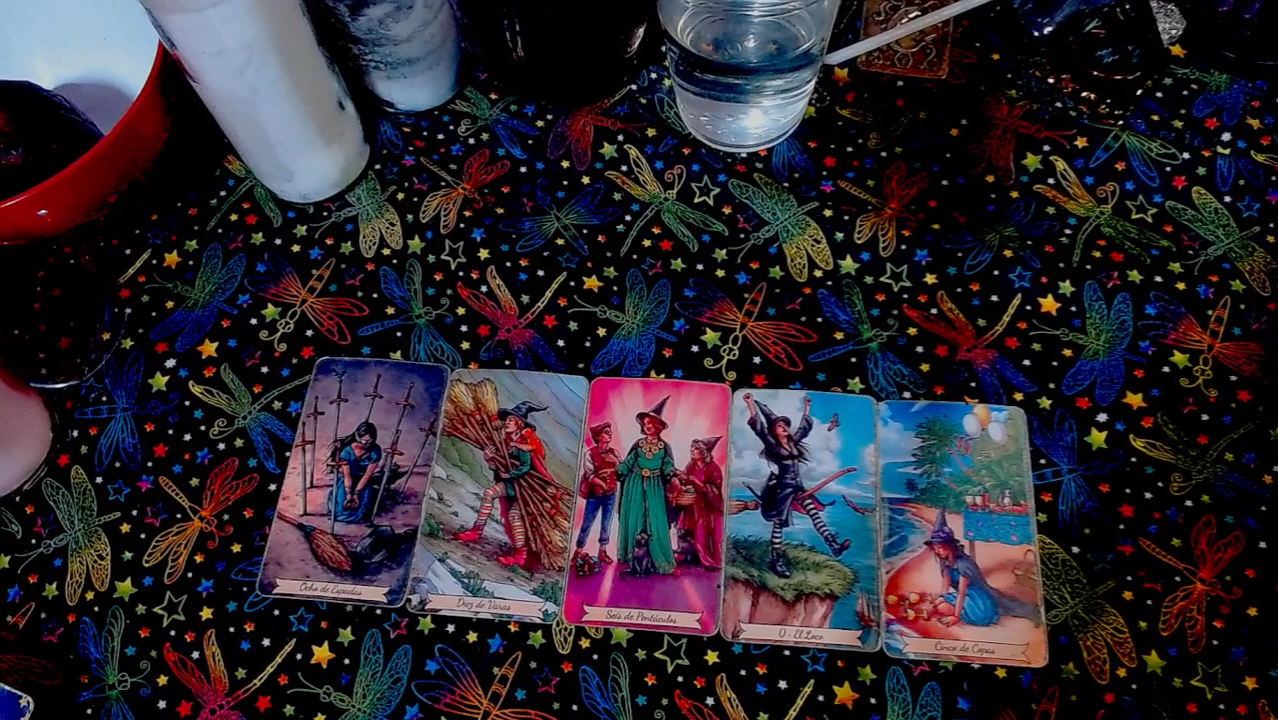 Ocho de Espadas
Diez de Varas
Seis de Pentáculos
0 - El Loco
Cinco de Copas